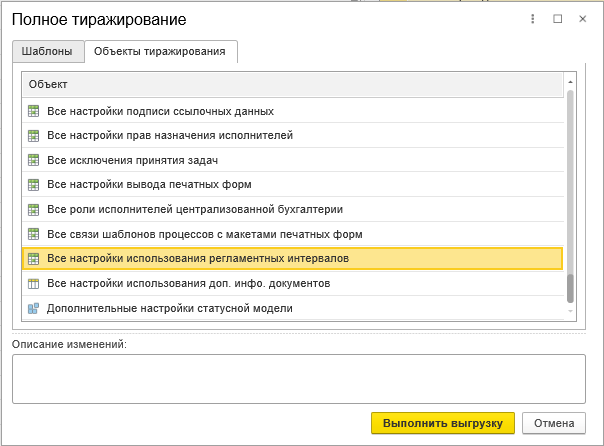 Полное тиражирование
Шаблоны
Объекты тиражирования
Объект
Все настройки подписи ссылочных данных
Все настройки прав назначения исполнителей
Все исключения принятия задач
Все настройки вывода печатных форм
Все роли исполнителей централизованной бухгалтерии
Все связи шаблонов процессов с макетами печатных форм
Все настройки использования регламентных интервалов
Все настройки использования доп. инфо. документов
Дополнительные настройки статусной модели
Описание изменений:
Выполнить выгрузку
Отмена